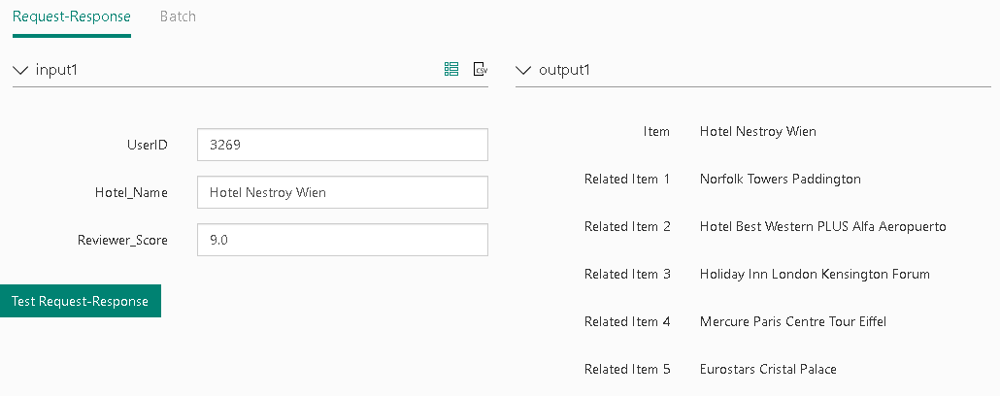 Request-Response Batch
input1
CSV
UserID 3269
Hotel_Name Hotel Nestroy Wien
Reviewer_Score 9.0
Test Request-Response
output1
Item Hotel Nestroy Wien
Related Item 1 Norfolk Towers Paddington
Related Item 2 Hotel Best Western PLUS Alfa Aeropuerto
Related Item 3 Holiday Inn London Kensington Forum
Related Item 4 Mercure Paris Centre Tour Eiffel
Related Item 5 Eurostars Cristal Palace